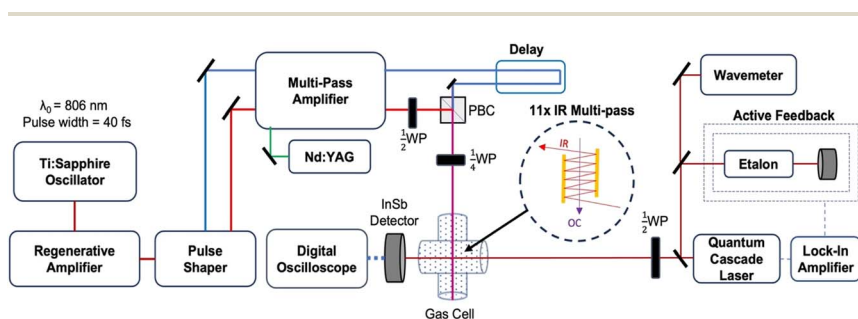 λ₀ = 806 nm
Pulse width = 40 fs
Ti:Sapphire
Oscillator
Regenerative
Amplifier
Pulse
Shaper
Multi-Pass
Amplifier
Nd:YAG
½WP
PBC
Delay
¼WP
11x IR Multi-pass
IR
OC
InSb
Detector
Digital
Oscilloscope
Gas Cell
½WP
Wavemeter
Active Feedback
Etalon
Quantum
Cascade
Laser
Lock-In
Amplifier